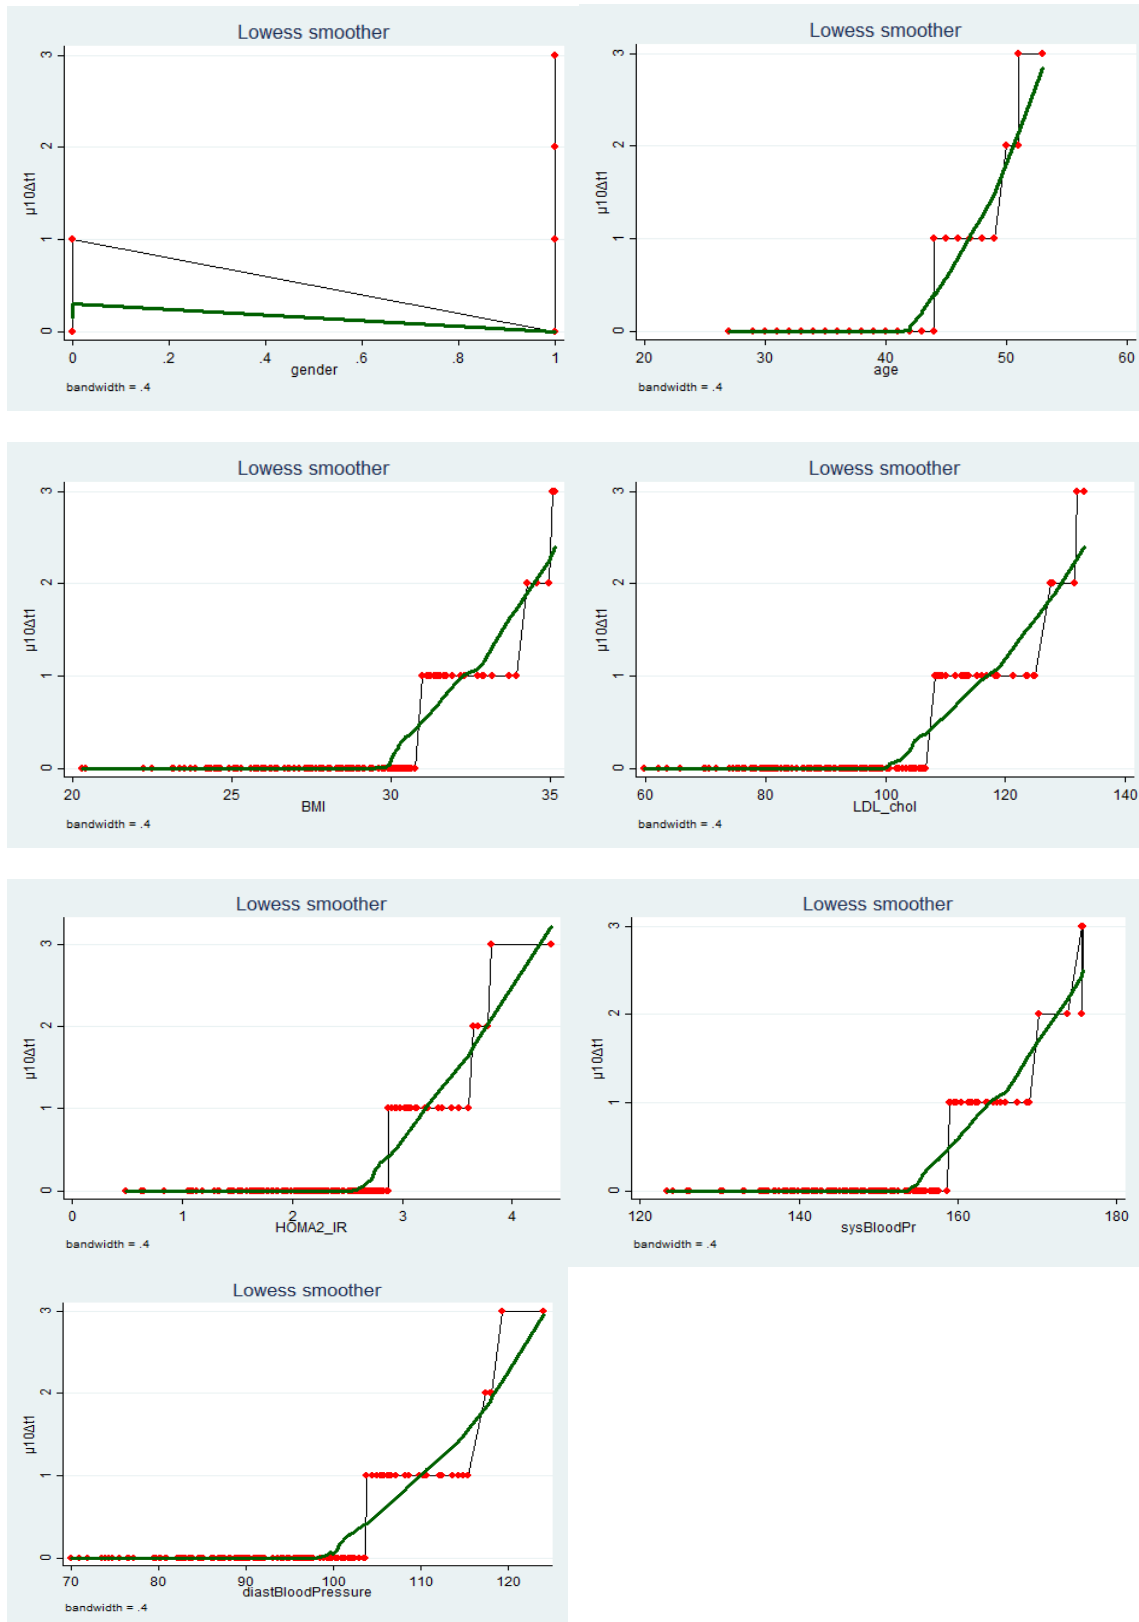 Lowess smoother
μ10Δt1
3
2
1
0
0 .2 .4 .6 .8 1
gender
bandwidth = .4
Lowess smoother
μ10Δt1
3
2
1
0
20 30 40 50 60
age
bandwidth = .4
Lowess smoother
μ10Δt1
3
2
1
0
20 25 30 35
BMI
bandwidth = .4
Lowess smoother
μ10Δt1
3
2
1
0
60 80 100 120 140
LDL_chol
bandwidth = .4
Lowess smoother
μ10Δt1
3
2
1
0
0 1 2 3 4
HOMA2_IR
bandwidth = .4
Lowess smoother
μ10Δt1
3
2
1
0
120 140 160 180
sysBloodPr
bandwidth = .4
Lowess smoother
μ10Δt1
3
2
1
0
70 80 90 100 110 120
diastBloodPressure
bandwidth = .4